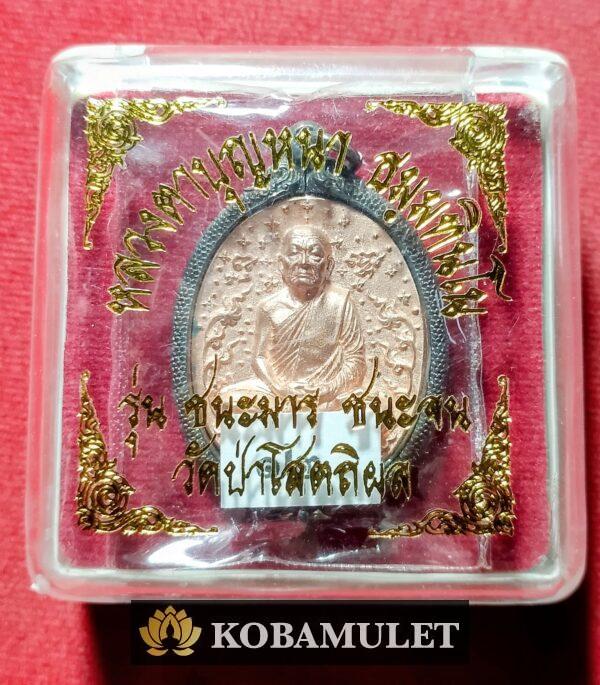 หลวงตาบุญหนา ธมฺมทินฺโน
รุ่น ชนะมาร ชนะจน
วัดป่าโสตถิผล
KOBAMULET